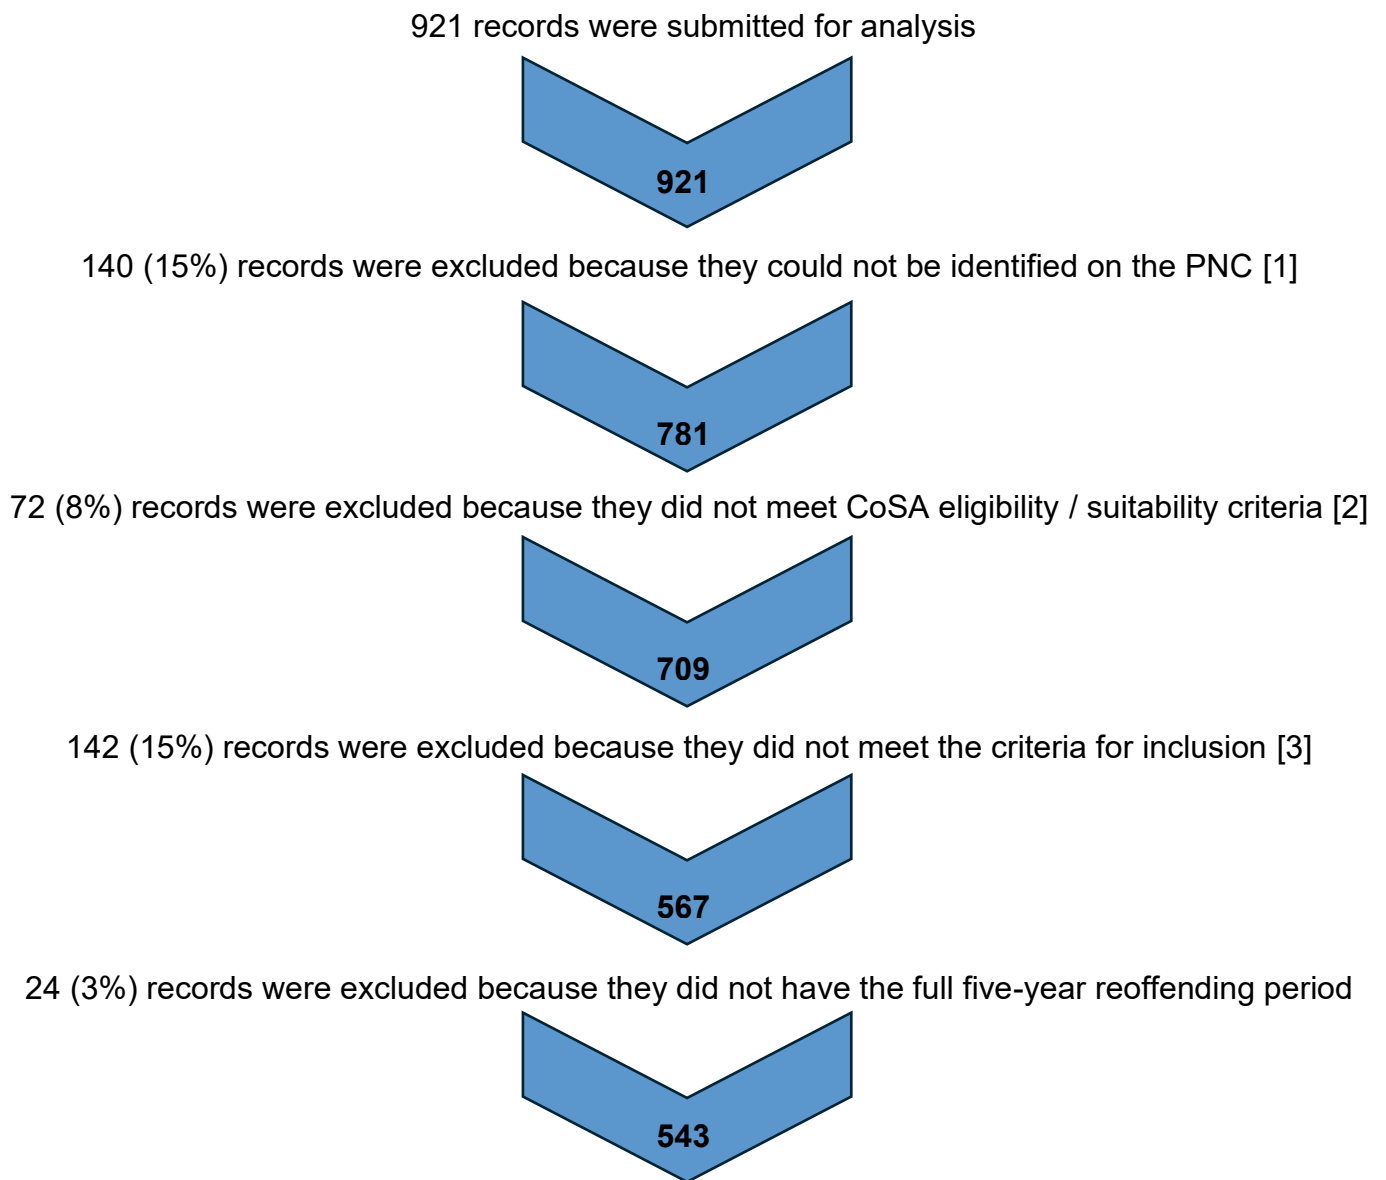 921 records were submitted for analysis
921
140 (15%) records were excluded because they could not be identified on the PNC [1]
781
72 (8%) records were excluded because they did not meet CoSA eligibility / suitability criteria [2]
709
142 (15%) records were excluded because they did not meet the criteria for inclusion [3]
567
24 (3%) records were excluded because they did not have the full five-year reoffending period
543